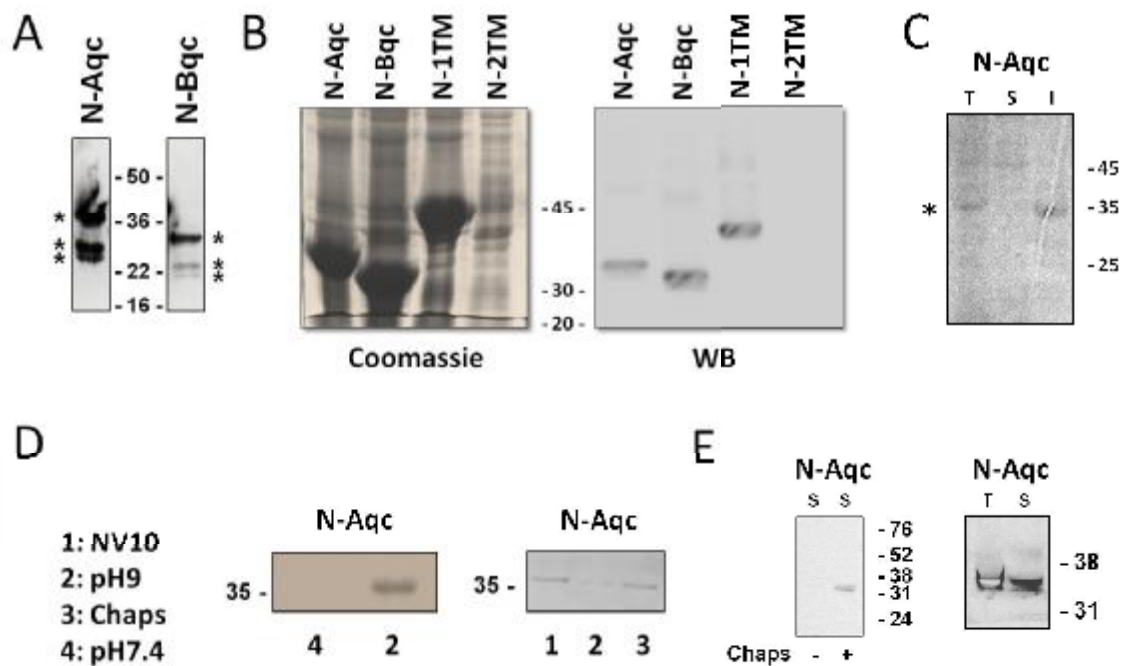 A
N-Aqc
N-Bqc
- 50 -
- 36 -
- 22 -
- 16 -
*
*
*
*
*
*
B
N-Aqc
N-Bqc
N-1TM
N-2TM
N-Aqc
N-Bqc
N-1TM
N-2TM
- 45 -
- 30 -
- 20 -
Coomassie
WB
C
N-Aqc
T S I
- 45
* - 35
- 25
D
1: NV10
2: pH9
3: Chaps
4: pH7.4
N-Aqc
35 -
4 2
N-Aqc
35 -
1 2 3
E
N-Aqc
S S
- 76
- 52
- 38
- 31
- 24
Chaps - +
N-Aqc
T S
- 38
- 31